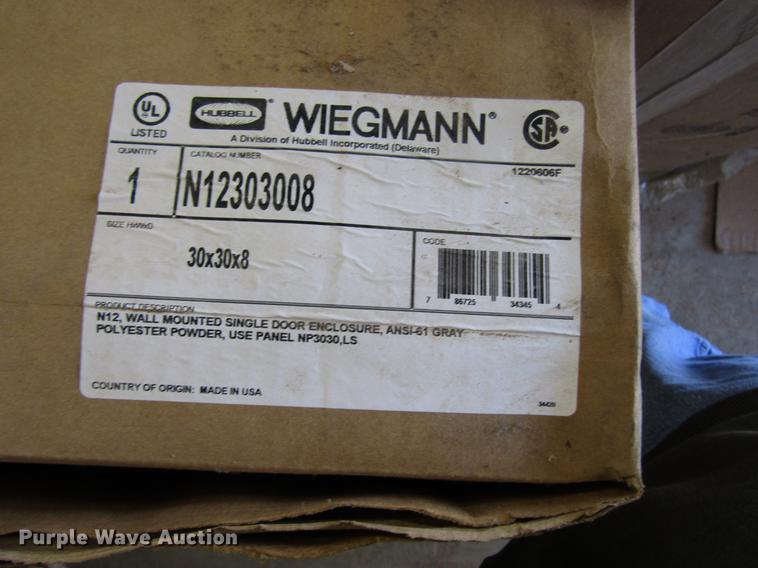 UL
LISTED
HUBBELL
WIEGMANN®
A Division of Hubbell Incorporated (Delaware)
SA®
QUANTITY
CATALOG NUMBER
1220606F
1
N12303008
SIZE HxWxD
30x30x8
CODE
7 86725 34345 4
PRODUCT DESCRIPTION
N12, WALL MOUNTED SINGLE DOOR ENCLOSURE, ANSI-61 GRAY
POLYESTER POWDER, USE PANEL NP3030,LS
COUNTRY OF ORIGIN: MADE IN USA
34420
Purple Wave Auction